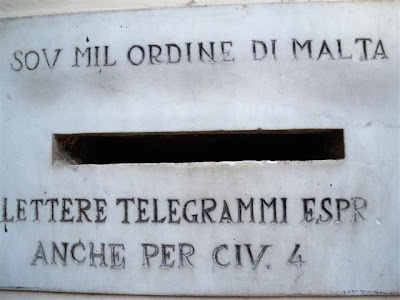 SOV MIL ORDINE DI MALTA
LETTERE TELEGRAMMI ESPR
ANCHE PER CIV. 4